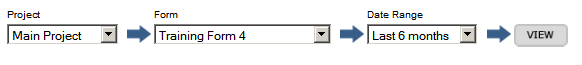 Project Form Date Range
Main Project Training Form 4 Last 6 months VIEW